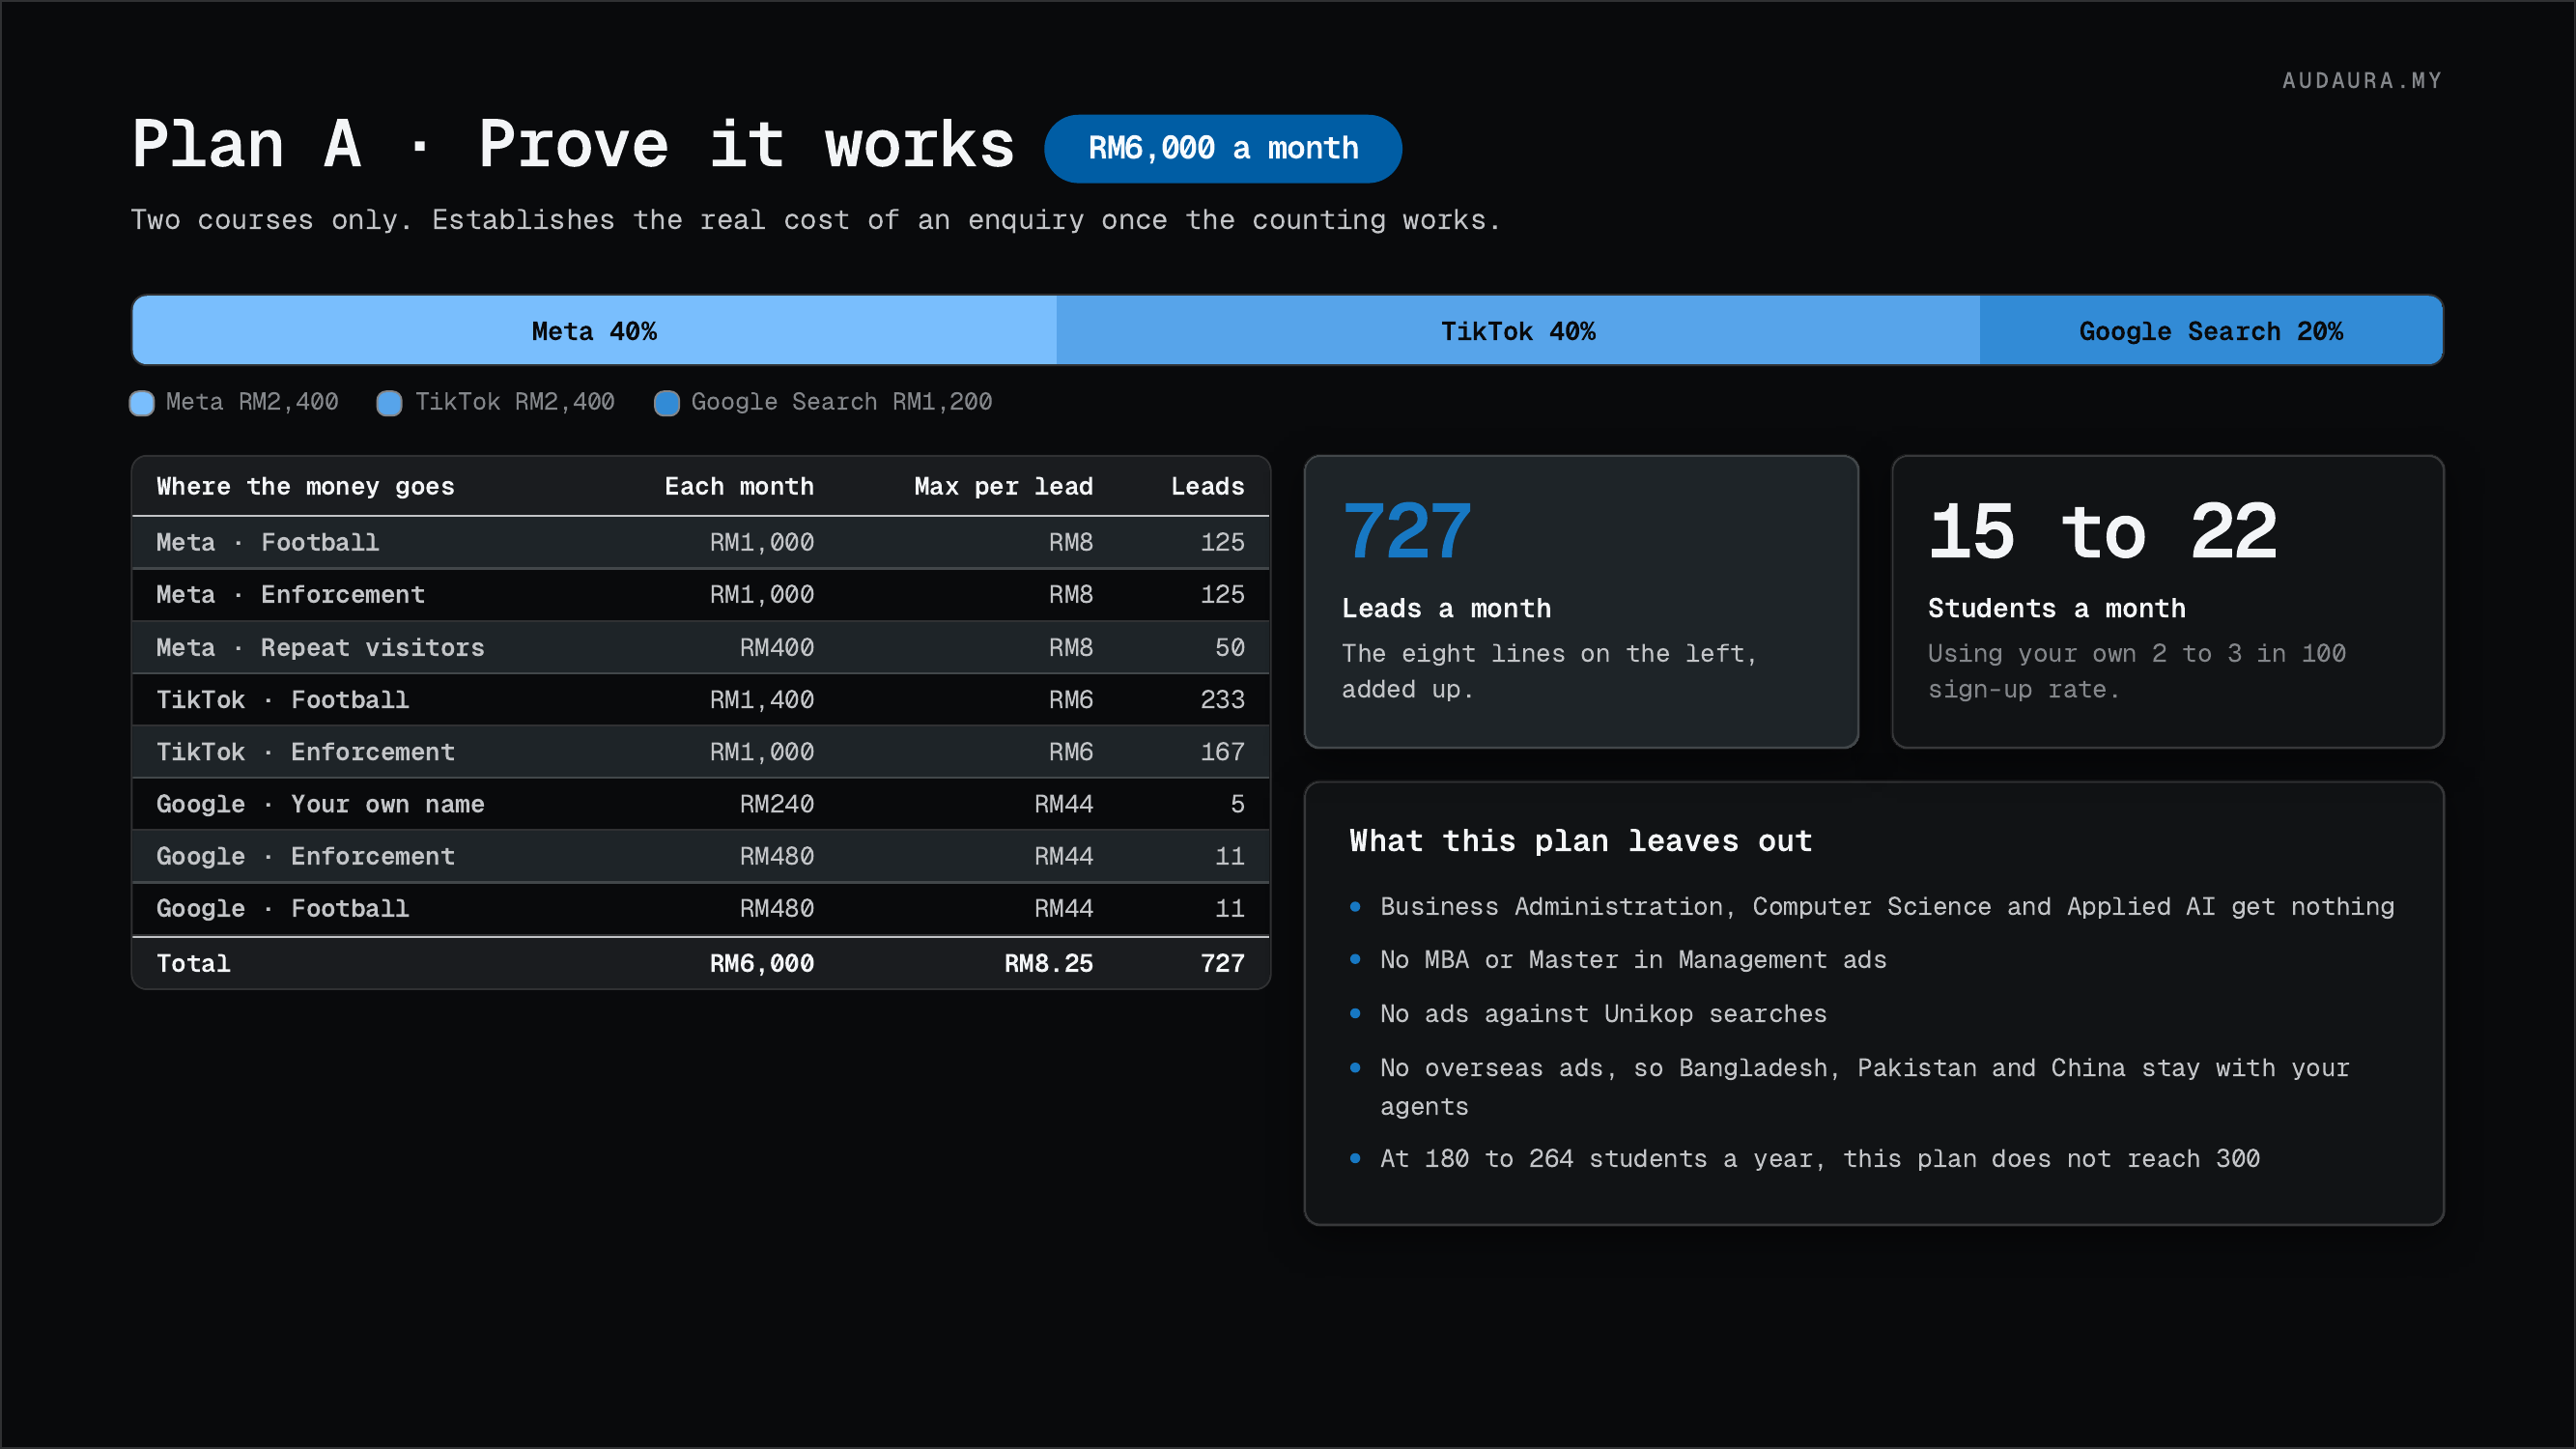 AUDAURA.MY
Plan A · Prove it works
RM6,000 a month
Two courses only. Establishes the real cost of an enquiry once the counting works.
Meta 40%
TikTok 40%
Google Search 20%
Meta RM2,400
TikTok RM2,400
Google Search RM1,200
Where the money goes Each month Max per lead Leads
Meta · Football RM1,000 RM8 125
Meta · Enforcement RM1,000 RM8 125
Meta · Repeat visitors RM400 RM8 50
TikTok · Football RM1,400 RM6 233
TikTok · Enforcement RM1,000 RM6 167
Google · Your own name RM240 RM44 5
Google · Enforcement RM480 RM44 11
Google · Football RM480 RM44 11
Total RM6,000 RM8.25 727
727
Leads a month
The eight lines on the left,
added up.
15 to 22
Students a month
Using your own 2 to 3 in 100
sign-up rate.
What this plan leaves out
• Business Administration, Computer Science and Applied AI get nothing
• No MBA or Master in Management ads
• No ads against Unikop searches
• No overseas ads, so Bangladesh, Pakistan and China stay with your
agents
• At 180 to 264 students a year, this plan does not reach 300